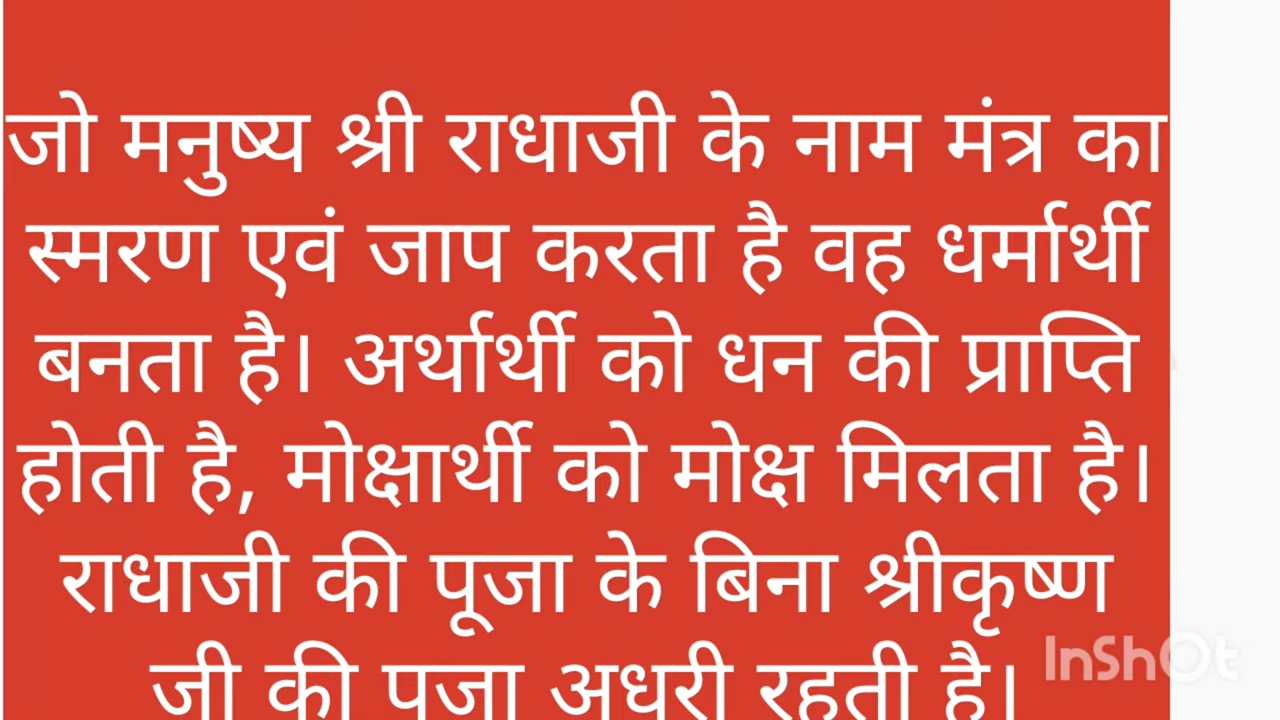 जो मनुष्य श्री राधाजी के नाम मंत्र का
स्मरण एवं जाप करता है वह धर्मार्थी
बनता है। अर्थार्थी को धन की प्राप्ति
होती है, मोक्षार्थी को मोक्ष मिलता है।
राधाजी की पूजा के बिना श्रीकृष्ण
जी की पूजा अधूरी रहती है।
InShOt